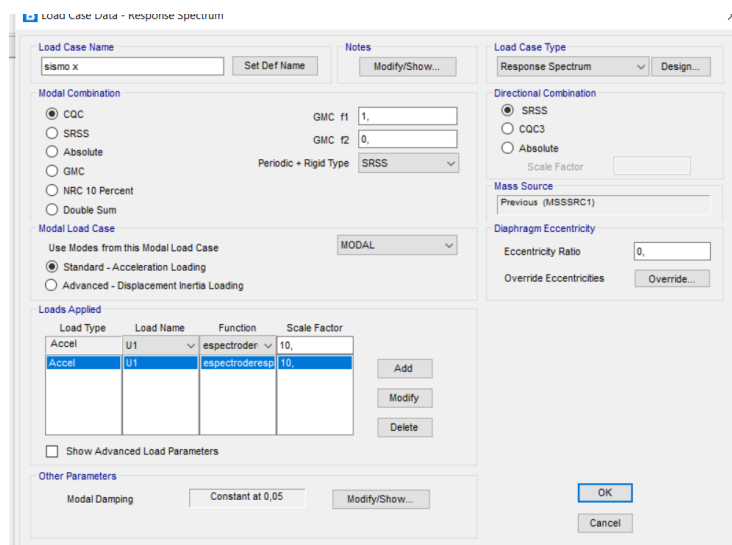 Load Case Data - Response Spectrum
Load Case Name
sismo x
Set Def Name
Notes
Modify/Show...
Load Case Type
Response Spectrum
Design...
Modal Combination
CQC
SRSS
Absolute
GMC
NRC 10 Percent
Double Sum
GMC f1 1,
GMC f2 0,
Periodic + Rigid Type SRSS
Directional Combination
SRSS
CQC3
Absolute
Scale Factor
Mass Source
Previous (MSSSRC1)
Modal Load Case
Use Modes from this Modal Load Case MODAL
Standard - Acceleration Loading
Advanced - Displacement Inertia Loading
Diaphragm Eccentricity
Eccentricity Ratio 0,
Override Eccentricities Override...
Loads Applied
Load Type Load Name Function Scale Factor
Accel U1 espectroder 10,
Accel U1 espectroderesp 10,
Add
Modify
Delete
Show Advanced Load Parameters
Other Parameters
Modal Damping Constant at 0,05 Modify/Show...
OK
Cancel